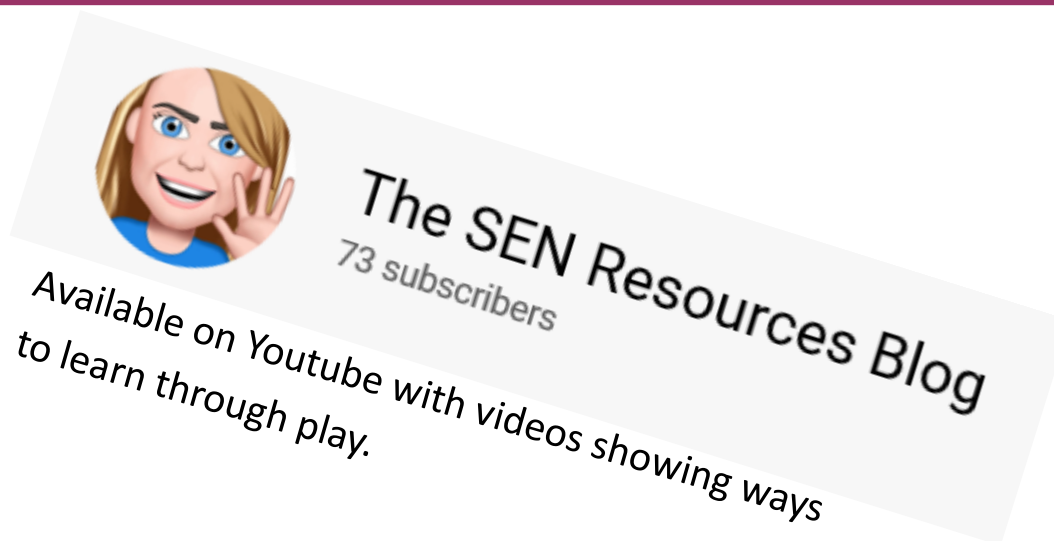 The SEN Resources Blog
73 subscribers
Available on Youtube with videos showing ways
to learn through play.